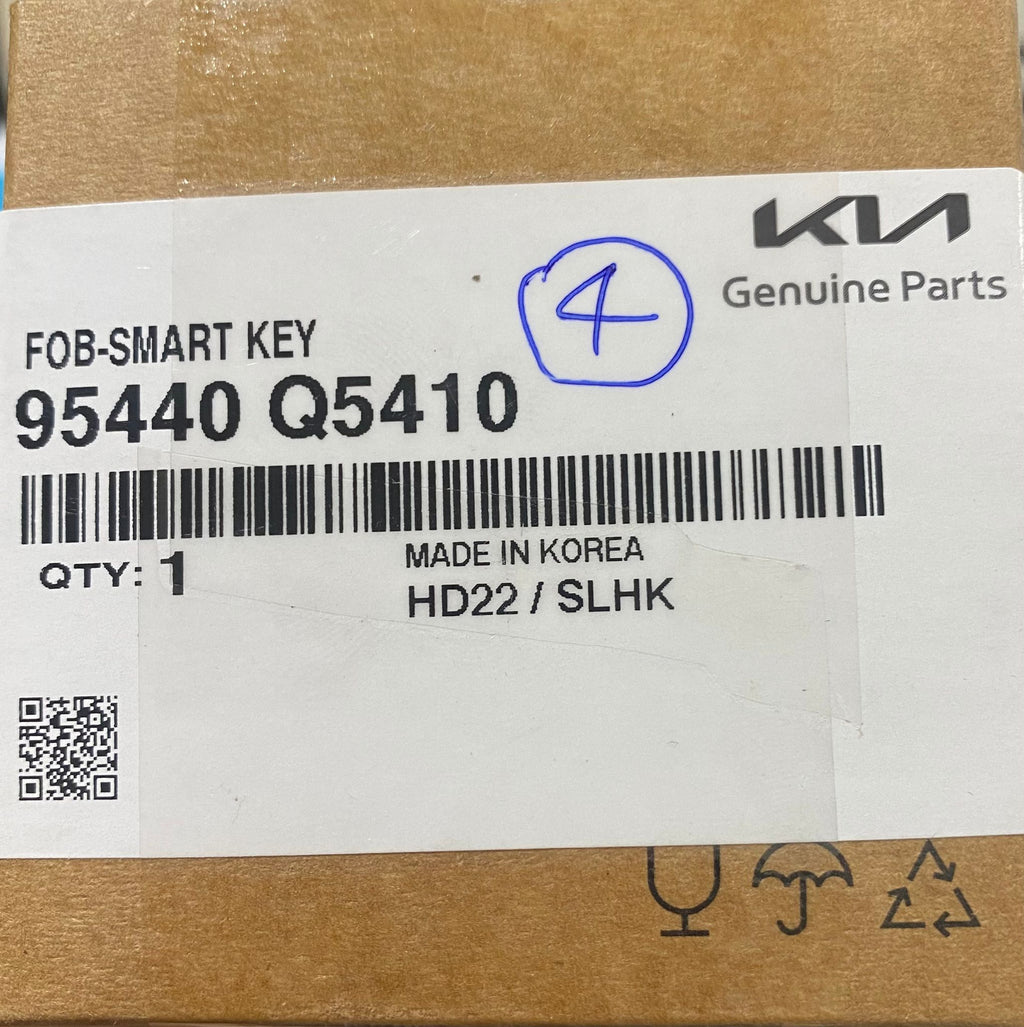 KIA
Genuine Parts
4
FOB-SMART KEY
95440 Q5410
QTY: 1
MADE IN KOREA
HD22 / SLHK